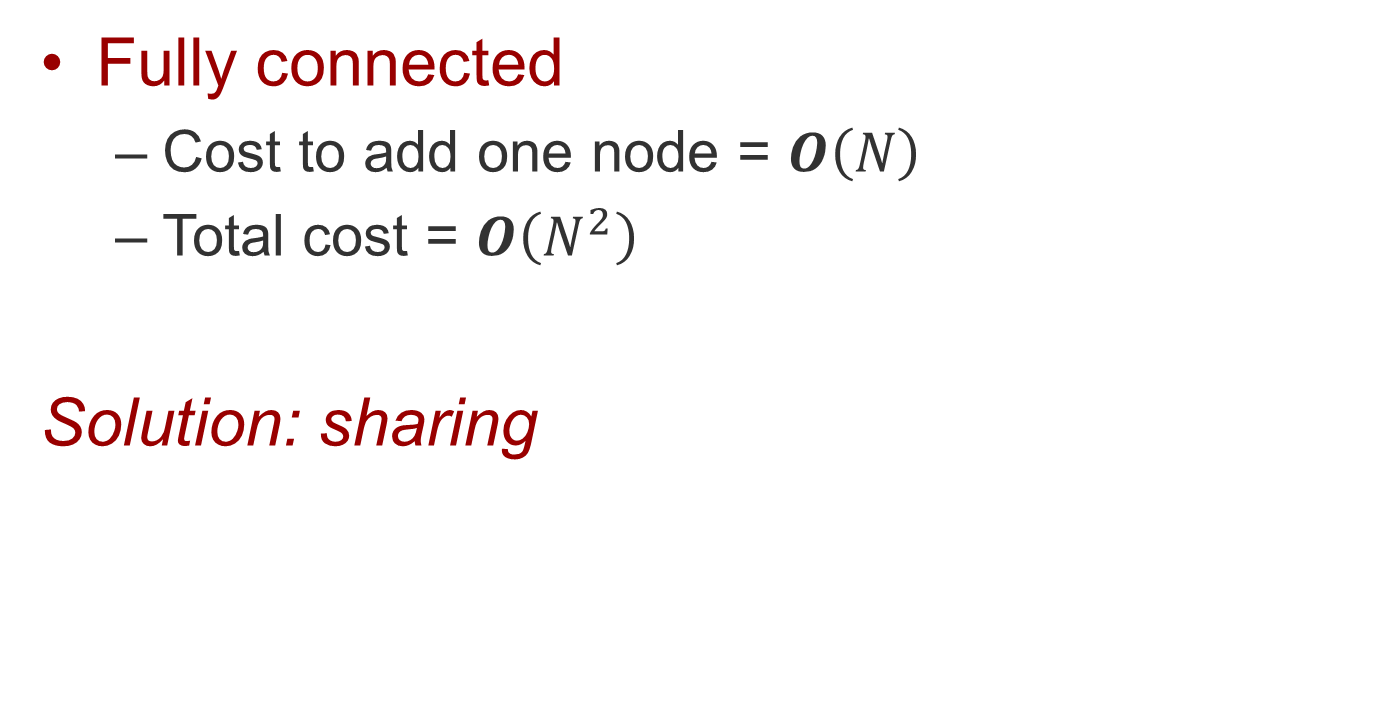 • Fully connected
– Cost to add one node = 𝑶(𝑁)
– Total cost = 𝑶(𝑁²)
Solution: sharing